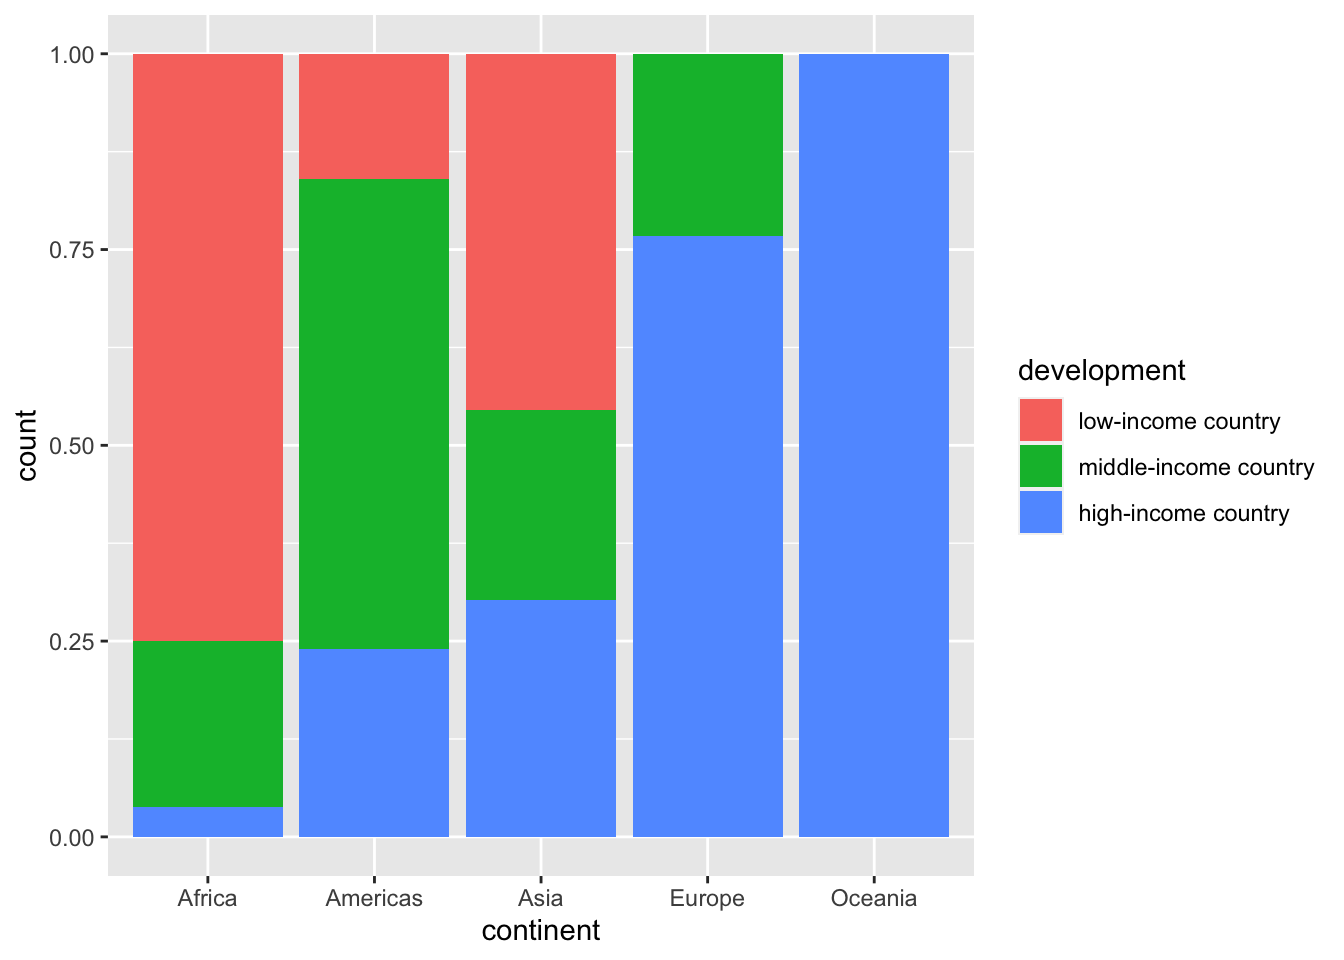 1.00
0.75
0.50
0.25
0.00
count
Africa Americas Asia Europe Oceania
continent
development
low-income country
middle-income country
high-income country